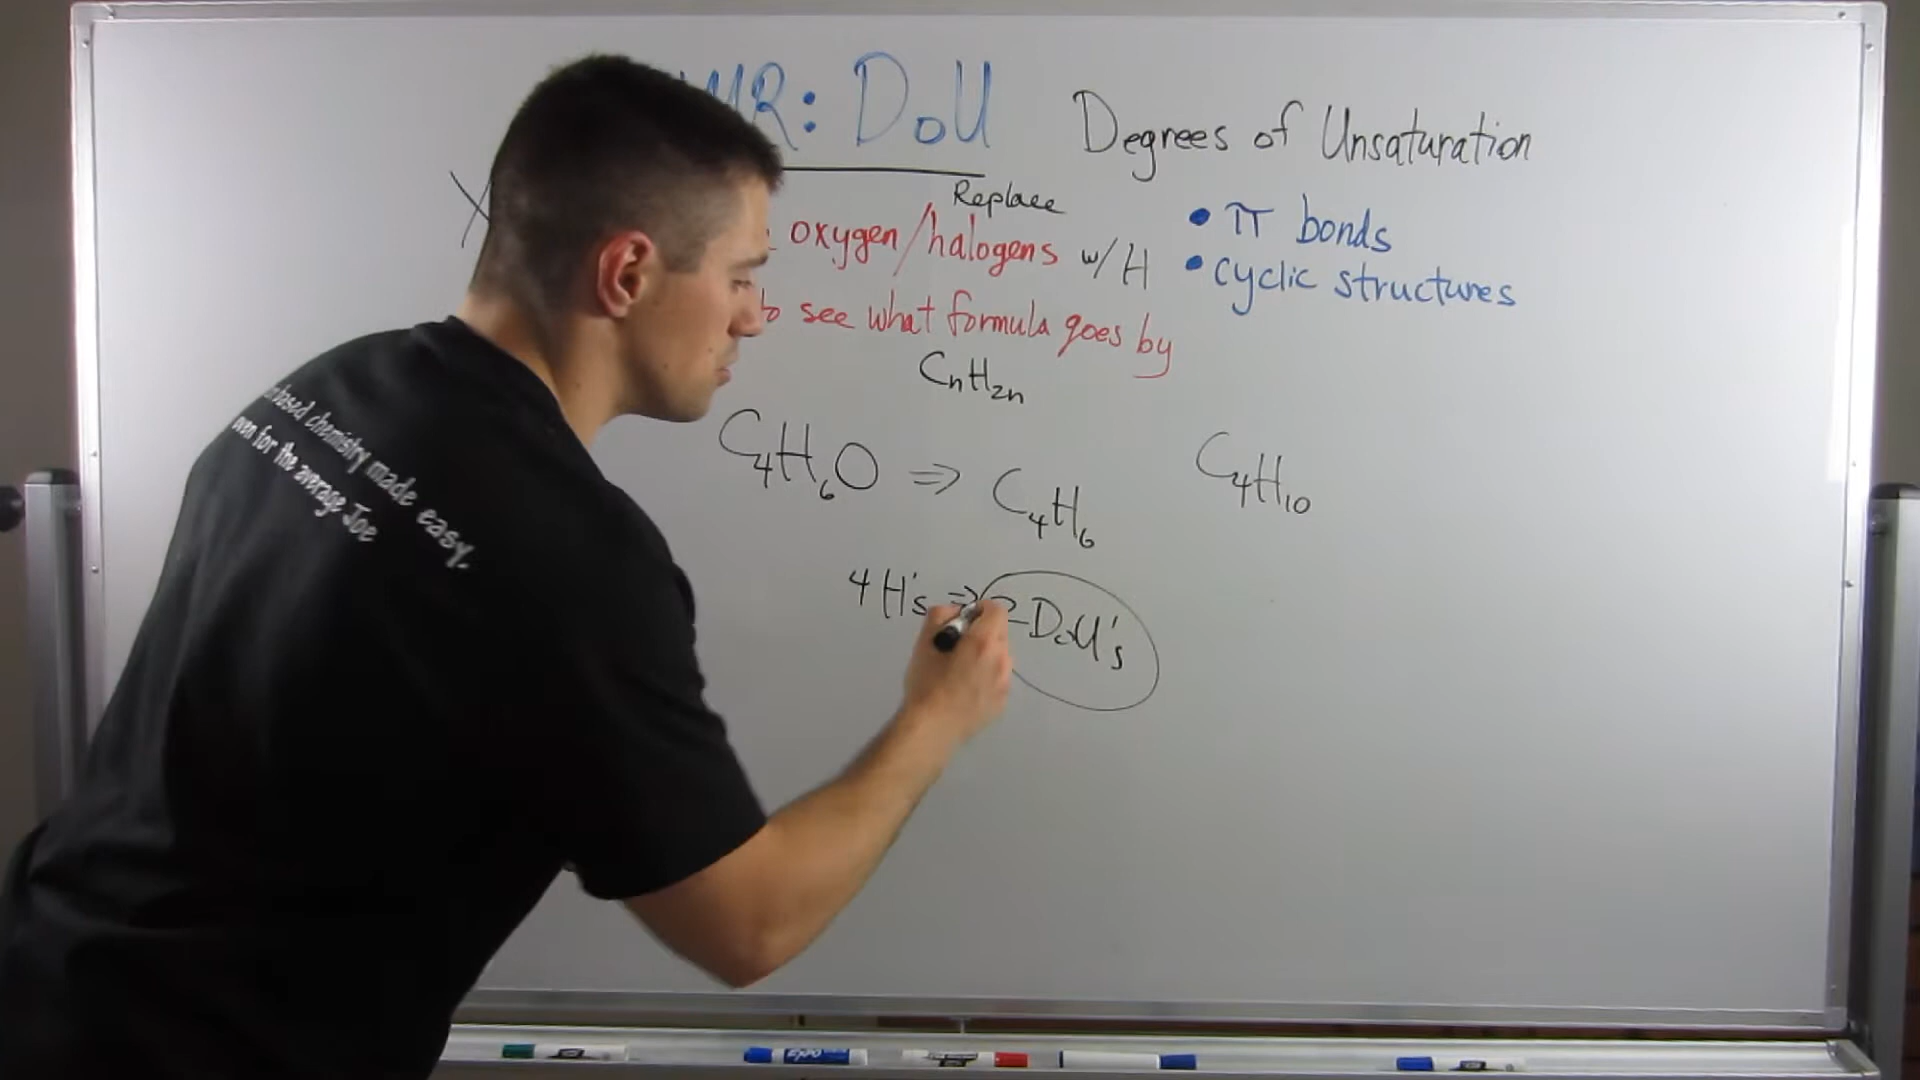 MR: DoU
Degrees of Unsaturation
X
Replace
oxygen/halogens w/ H
to see what formula goes by
• π bonds
• cyclic structures
CnH2n
C4H6O ⇒ C4H6
C4H10
4 H's ⇒ 2 DoU's
based chemistry made easy,
even for the average Joe
EXPO